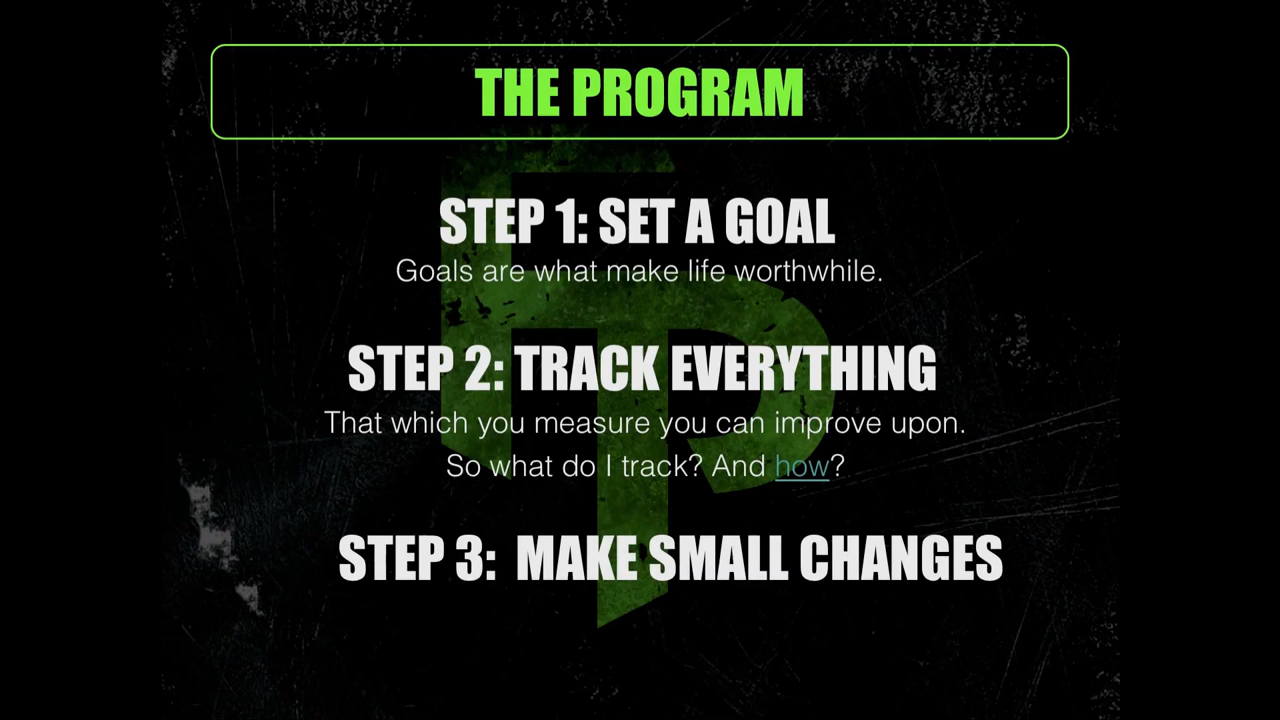 THE PROGRAM
STEP 1: SET A GOAL
Goals are what make life worthwhile.
STEP 2: TRACK EVERYTHING
That which you measure you can improve upon.
So what do I track? And how?
STEP 3: MAKE SMALL CHANGES